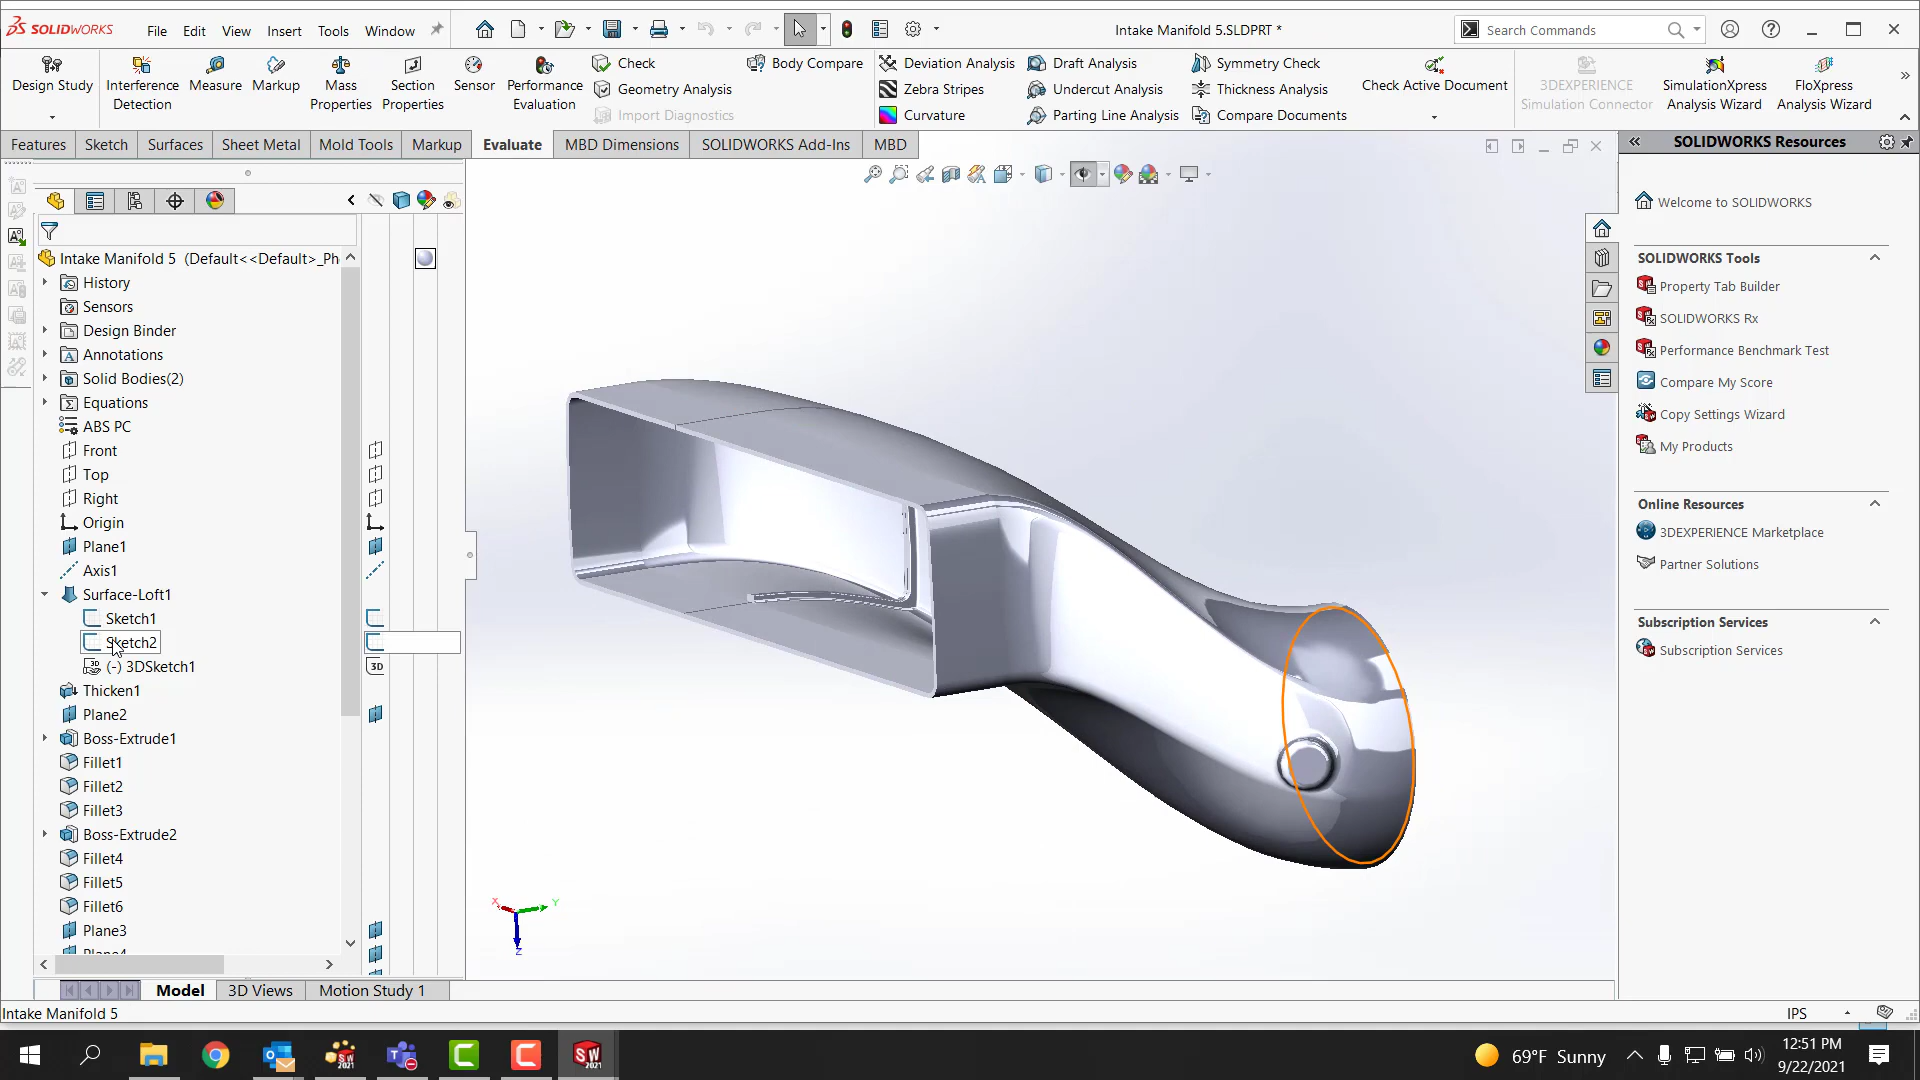 SOLIDWORKS File Edit View Insert Tools Window Intake Manifold 5.SLDPRT * Search Commands
Design Study
Interference Detection
Measure
Markup
Mass Properties
Section Properties
Sensor
Performance Evaluation
Check
Geometry Analysis
Import Diagnostics
Body Compare
Deviation Analysis
Zebra Stripes
Curvature
Draft Analysis
Undercut Analysis
Parting Line Analysis
Symmetry Check
Thickness Analysis
Compare Documents
Check Active Document
3DEXPERIENCE Simulation Connector
SimulationXpress Analysis Wizard
FloXpress Analysis Wizard
Features Sketch Surfaces Sheet Metal Mold Tools Markup Evaluate MBD Dimensions SOLIDWORKS Add-Ins MBD
Intake Manifold 5 (Default<<Default>_Ph
History
Sensors
Design Binder
Annotations
Solid Bodies(2)
Equations
ABS PC
Front
Top
Right
Origin
Plane1
Axis1
Surface-Loft1
Sketch1
Sketch2
(-) 3DSketch1
3D
Thicken1
Plane2
Boss-Extrude1
Fillet1
Fillet2
Fillet3
Boss-Extrude2
Fillet4
Fillet5
Fillet6
Plane3
Plane4
X Y
Z
SOLIDWORKS Resources
Welcome to SOLIDWORKS
SOLIDWORKS Tools
Property Tab Builder
SOLIDWORKS Rx
Performance Benchmark Test
Compare My Score
Copy Settings Wizard
My Products
Online Resources
3DEXPERIENCE Marketplace
Partner Solutions
Subscription Services
Subscription Services
Model 3D Views Motion Study 1
Intake Manifold 5 IPS
69°F Sunny
12:51 PM
9/22/2021